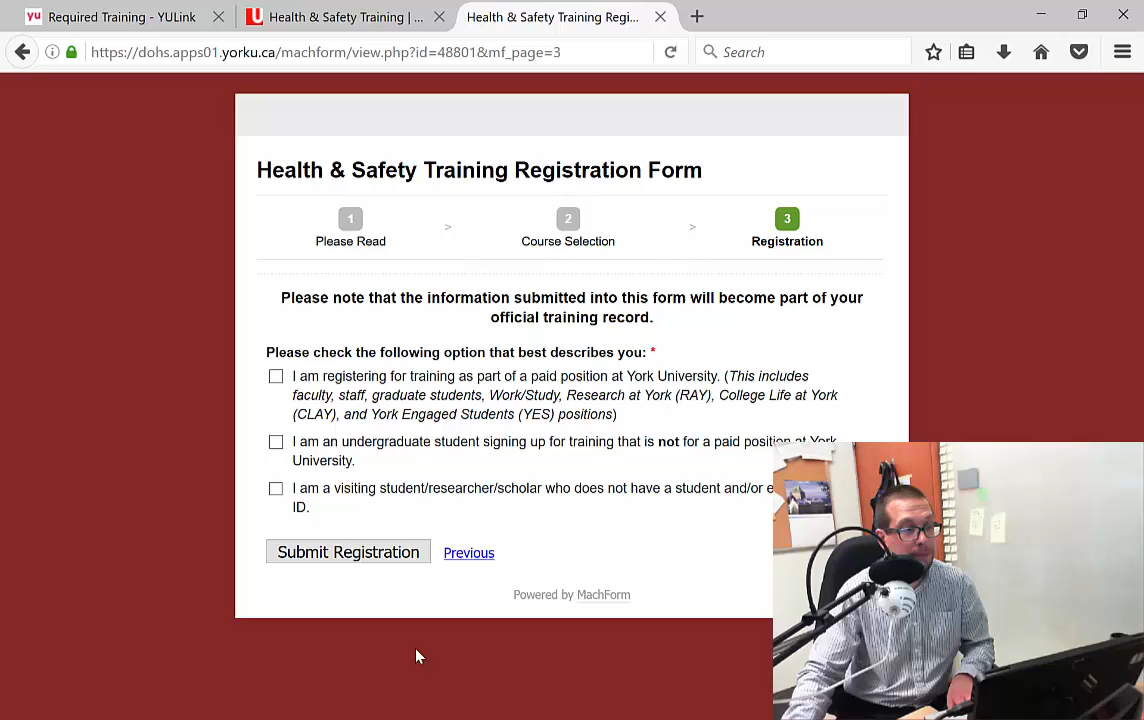 yu Required Training - YULink
U Health & Safety Training | ...
Health & Safety Training Regi...
https://dohs.apps01.yorku.ca/machform/view.php?id=48801&mf_page=3
Search
Health & Safety Training Registration Form
1
Please Read
>
2
Course Selection
>
3
Registration
Please note that the information submitted into this form will become part of your
official training record.
Please check the following option that best describes you: *
I am registering for training as part of a paid position at York University. (This includes
faculty, staff, graduate students, Work/Study, Research at York (RAY), College Life at York
(CLAY), and York Engaged Students (YES) positions)
I am an undergraduate student signing up for training that is not for a paid position at York
University.
I am a visiting student/researcher/scholar who does not have a student and/or
ID.
Submit Registration Previous
Powered by MachForm